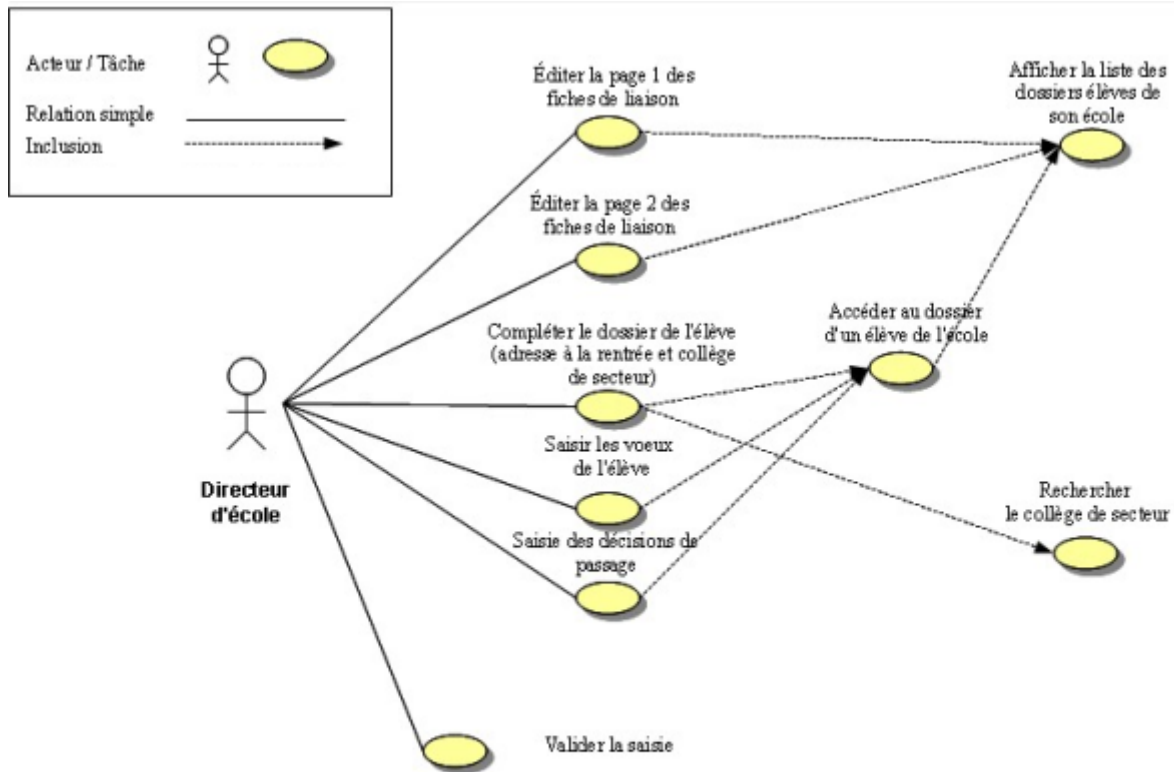 Acteur / Tâche
Relation simple
Inclusion
Éditer la page 1 des
fiches de liaison
Afficher la liste des
dossiers élèves de
son école
Éditer la page 2 des
fiches de liaison
Accéder au dossier
d'un élève de l'école
Compléter le dossier de l'élève
(adresse à la rentrée et collège
de secteur)
Saisir les voeux
de l'élève
Directeur
d'école
Rechercher
le collège de secteur
Saisie des décisions de
passage
Valider la saisie